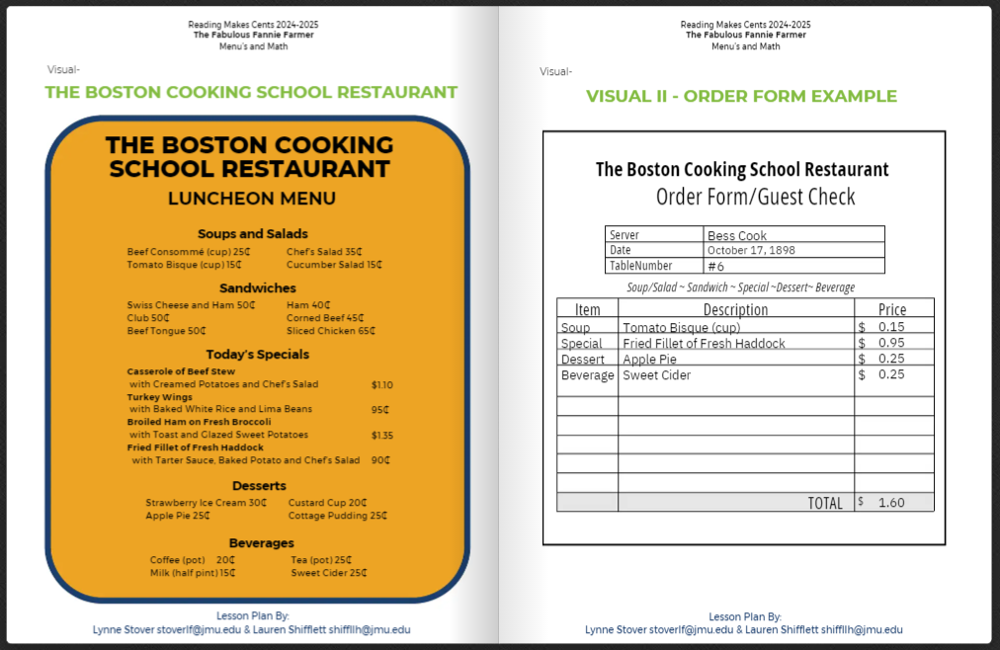 Reading Makes Cents 2024-2025
The Fabulous Fannie Farmer
Menu's and Math
Visual-
THE BOSTON COOKING SCHOOL RESTAURANT
THE BOSTON COOKING
SCHOOL RESTAURANT
LUNCHEON MENU
Soups and Salads
Beef Consommé (cup) 25₵ Chef's Salad 35₵
Tomato Bisque (cup) 15₵ Cucumber Salad 15₵
Sandwiches
Swiss Cheese and Ham 50₵ Ham 40₵
Club 50₵ Corned Beef 45₵
Beef Tongue 50₵ Sliced Chicken 65₵
Today's Specials
Casserole of Beef Stew
with Creamed Potatoes and Chef's Salad $1.10
Turkey Wings
with Baked White Rice and Lima Beans 95₵
Broiled Ham on Fresh Broccoli
with Toast and Glazed Sweet Potatoes $1.35
Fried Fillet of Fresh Haddock
with Tarter Sauce, Baked Potato and Chef's Salad 90₵
Desserts
Strawberry Ice Cream 30₵ Custard Cup 20₵
Apple Pie 25₵ Cottage Pudding 25₵
Beverages
Coffee (pot) 20₵ Tea (pot) 25₵
Milk (half pint) 15₵ Sweet Cider 25₵
Lesson Plan By:
Lynne Stover stoverlf@jmu.edu & Lauren Shifflett shiffllh@jmu.edu
Reading Makes Cents 2024-2025
The Fabulous Fannie Farmer
Menu's and Math
Visual-
VISUAL II - ORDER FORM EXAMPLE
The Boston Cooking School Restaurant
Order Form/Guest Check
Server Bess Cook
Date October 17, 1898
TableNumber #6
Soup/Salad ~ Sandwich ~ Special ~Dessert~ Beverage
Item Description Price
Soup Tomato Bisque (cup) $ 0.15
Special Fried Fillet of Fresh Haddock $ 0.95
Dessert Apple Pie $ 0.25
Beverage Sweet Cider $ 0.25
TOTAL $ 1.60
Lesson Plan By:
Lynne Stover stoverlf@jmu.edu & Lauren Shifflett shiffllh@jmu.edu